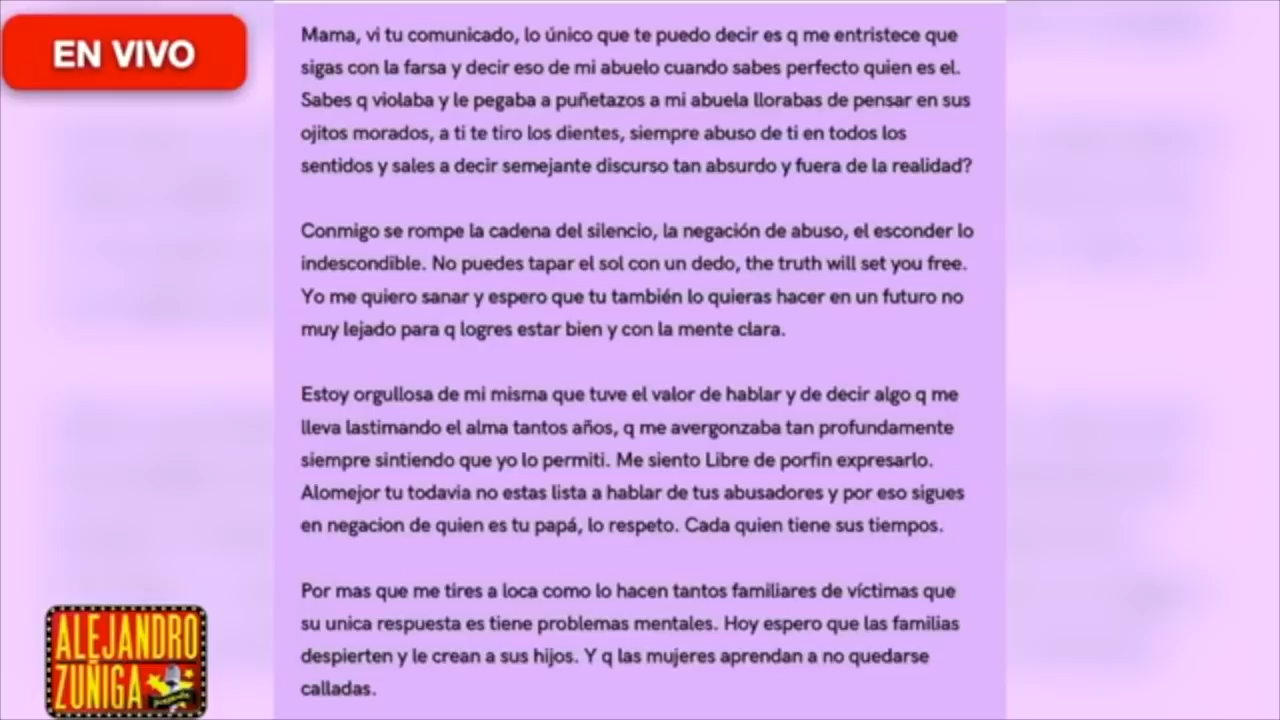 EN VIVO
Mama, vi tu comunicado, lo único que te puedo decir es q me entristece que
sigas con la farsa y decir eso de mi abuelo cuando sabes perfecto quien es el.
Sabes q violaba y le pegaba a puñetazos a mi abuela llorabas de pensar en sus
ojitos morados, a ti te tiro los dientes, siempre abuso de ti en todos los
sentidos y sales a decir semejante discurso tan absurdo y fuera de la realidad?
Conmigo se rompe la cadena del silencio, la negación de abuso, el esconder lo
indescondible. No puedes tapar el sol con un dedo, the truth will set you free.
Yo me quiero sanar y espero que tu también lo quieras hacer en un futuro no
muy lejado para q logres estar bien y con la mente clara.
Estoy orgullosa de mi misma que tuve el valor de hablar y de decir algo q me
lleva lastimando el alma tantos años, q me avergonzaba tan profundamente
siempre sintiendo que yo lo permiti. Me siento Libre de porfin expresarlo.
Alomejor tu todavia no estas lista a hablar de tus abusadores y por eso sigues
en negacion de quien es tu papá, lo respeto. Cada quien tiene sus tiempos.
Por mas que me tires a loca como lo hacen tantos familiares de víctimas que
su unica respuesta es tiene problemas mentales. Hoy espero que las familias
despierten y le crean a sus hijos. Y q las mujeres aprendan a no quedarse
calladas.
ALEJANDRO
ZUÑIGA